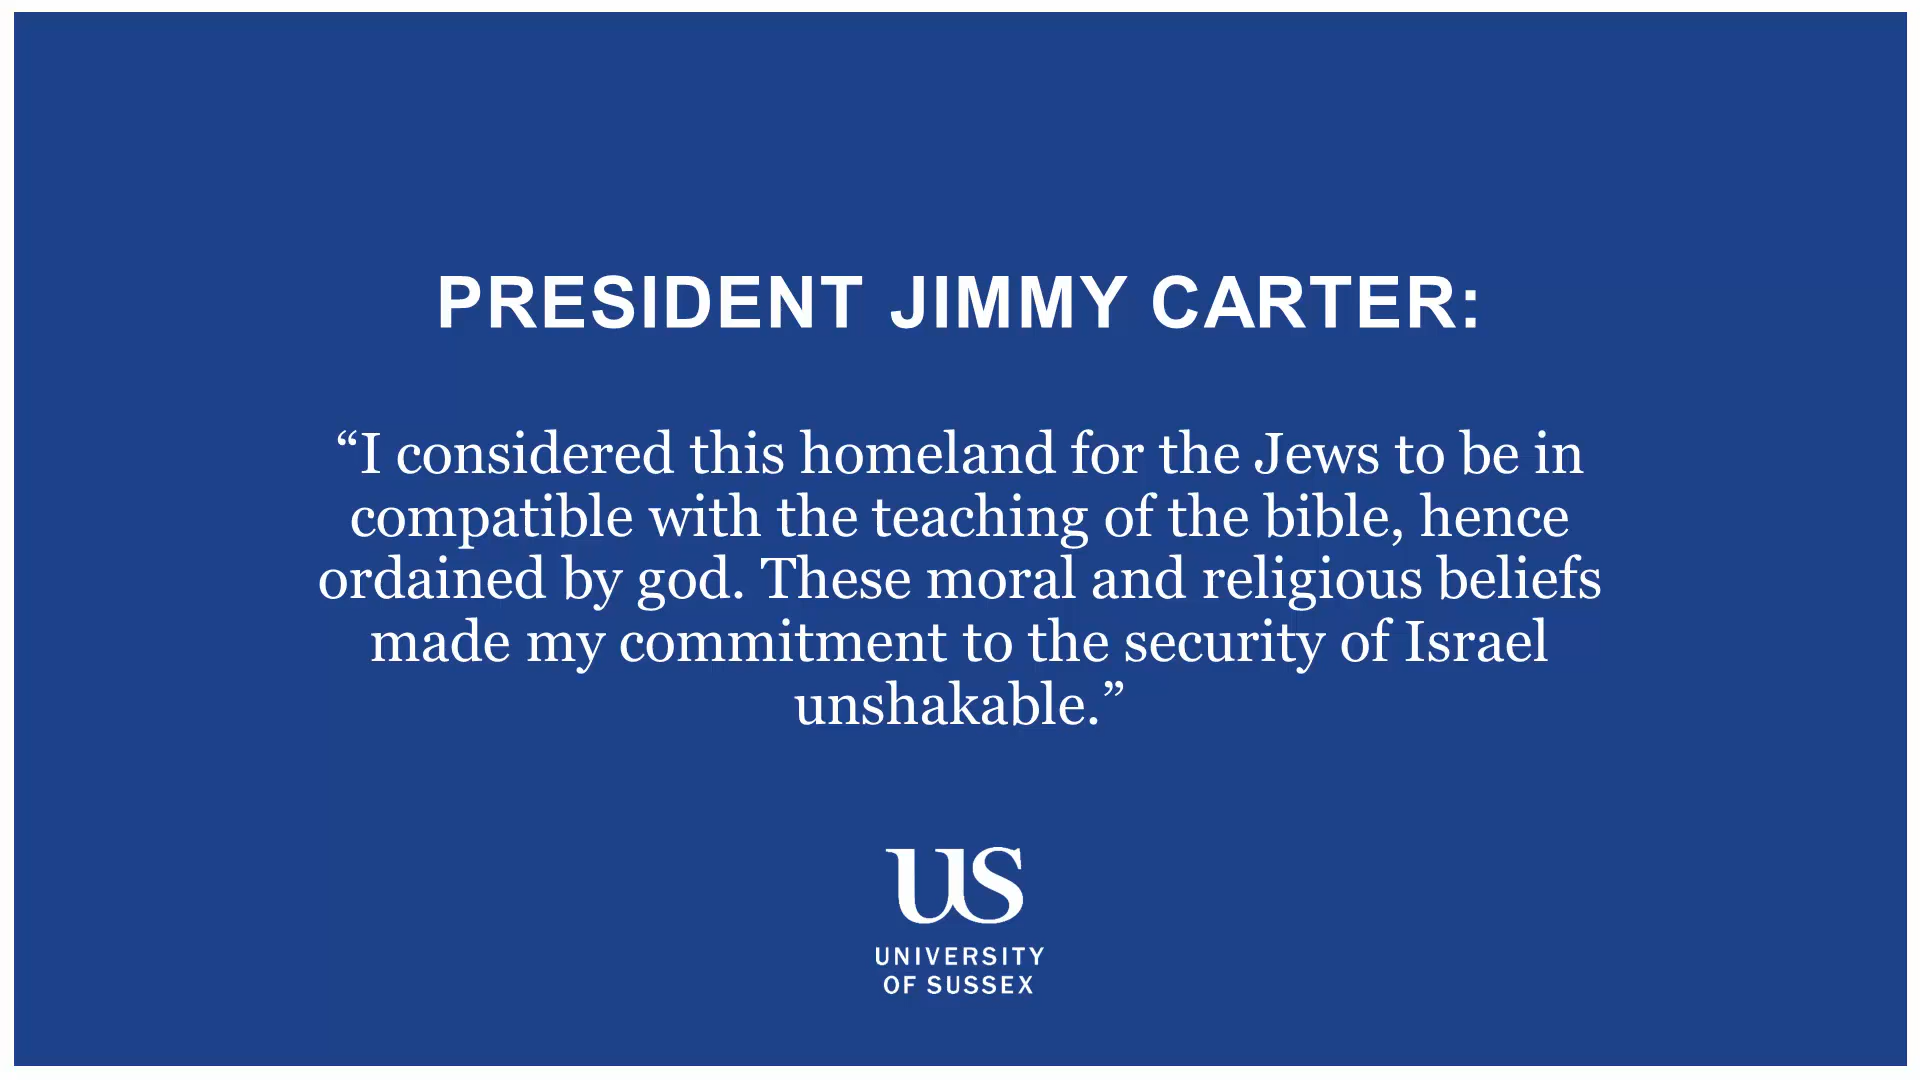 PRESIDENT JIMMY CARTER:
“I considered this homeland for the Jews to be in
compatible with the teaching of the bible, hence
ordained by god. These moral and religious beliefs
made my commitment to the security of Israel
unshakable.”
US
UNIVERSITY
OF SUSSEX